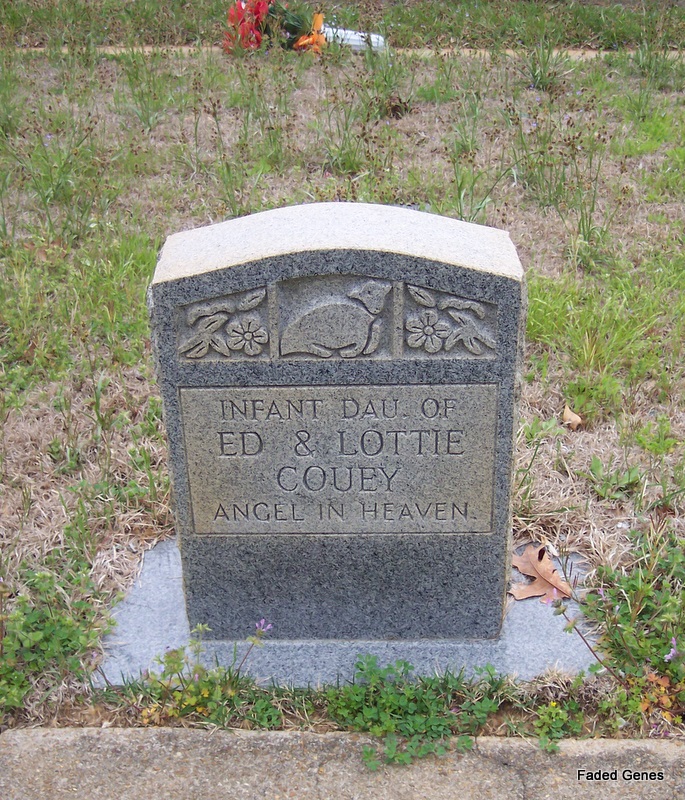 INFANT DAU. OF
ED & LOTTIE
COUEY
ANGEL IN HEAVEN.
Faded Genes